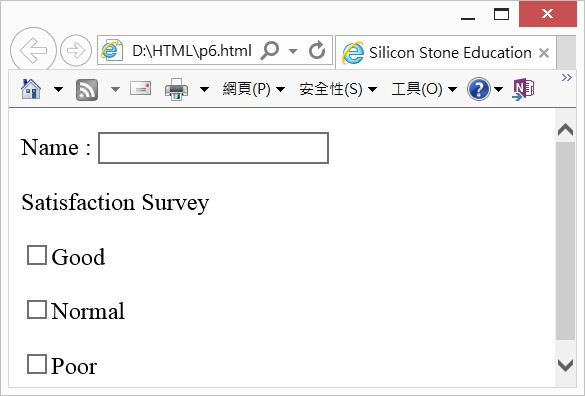 D:\HTML\p6.html
Silicon Stone Education
網頁(P)
安全性(S)
工具(O)
Name :
Satisfaction Survey
Good
Normal
Poor